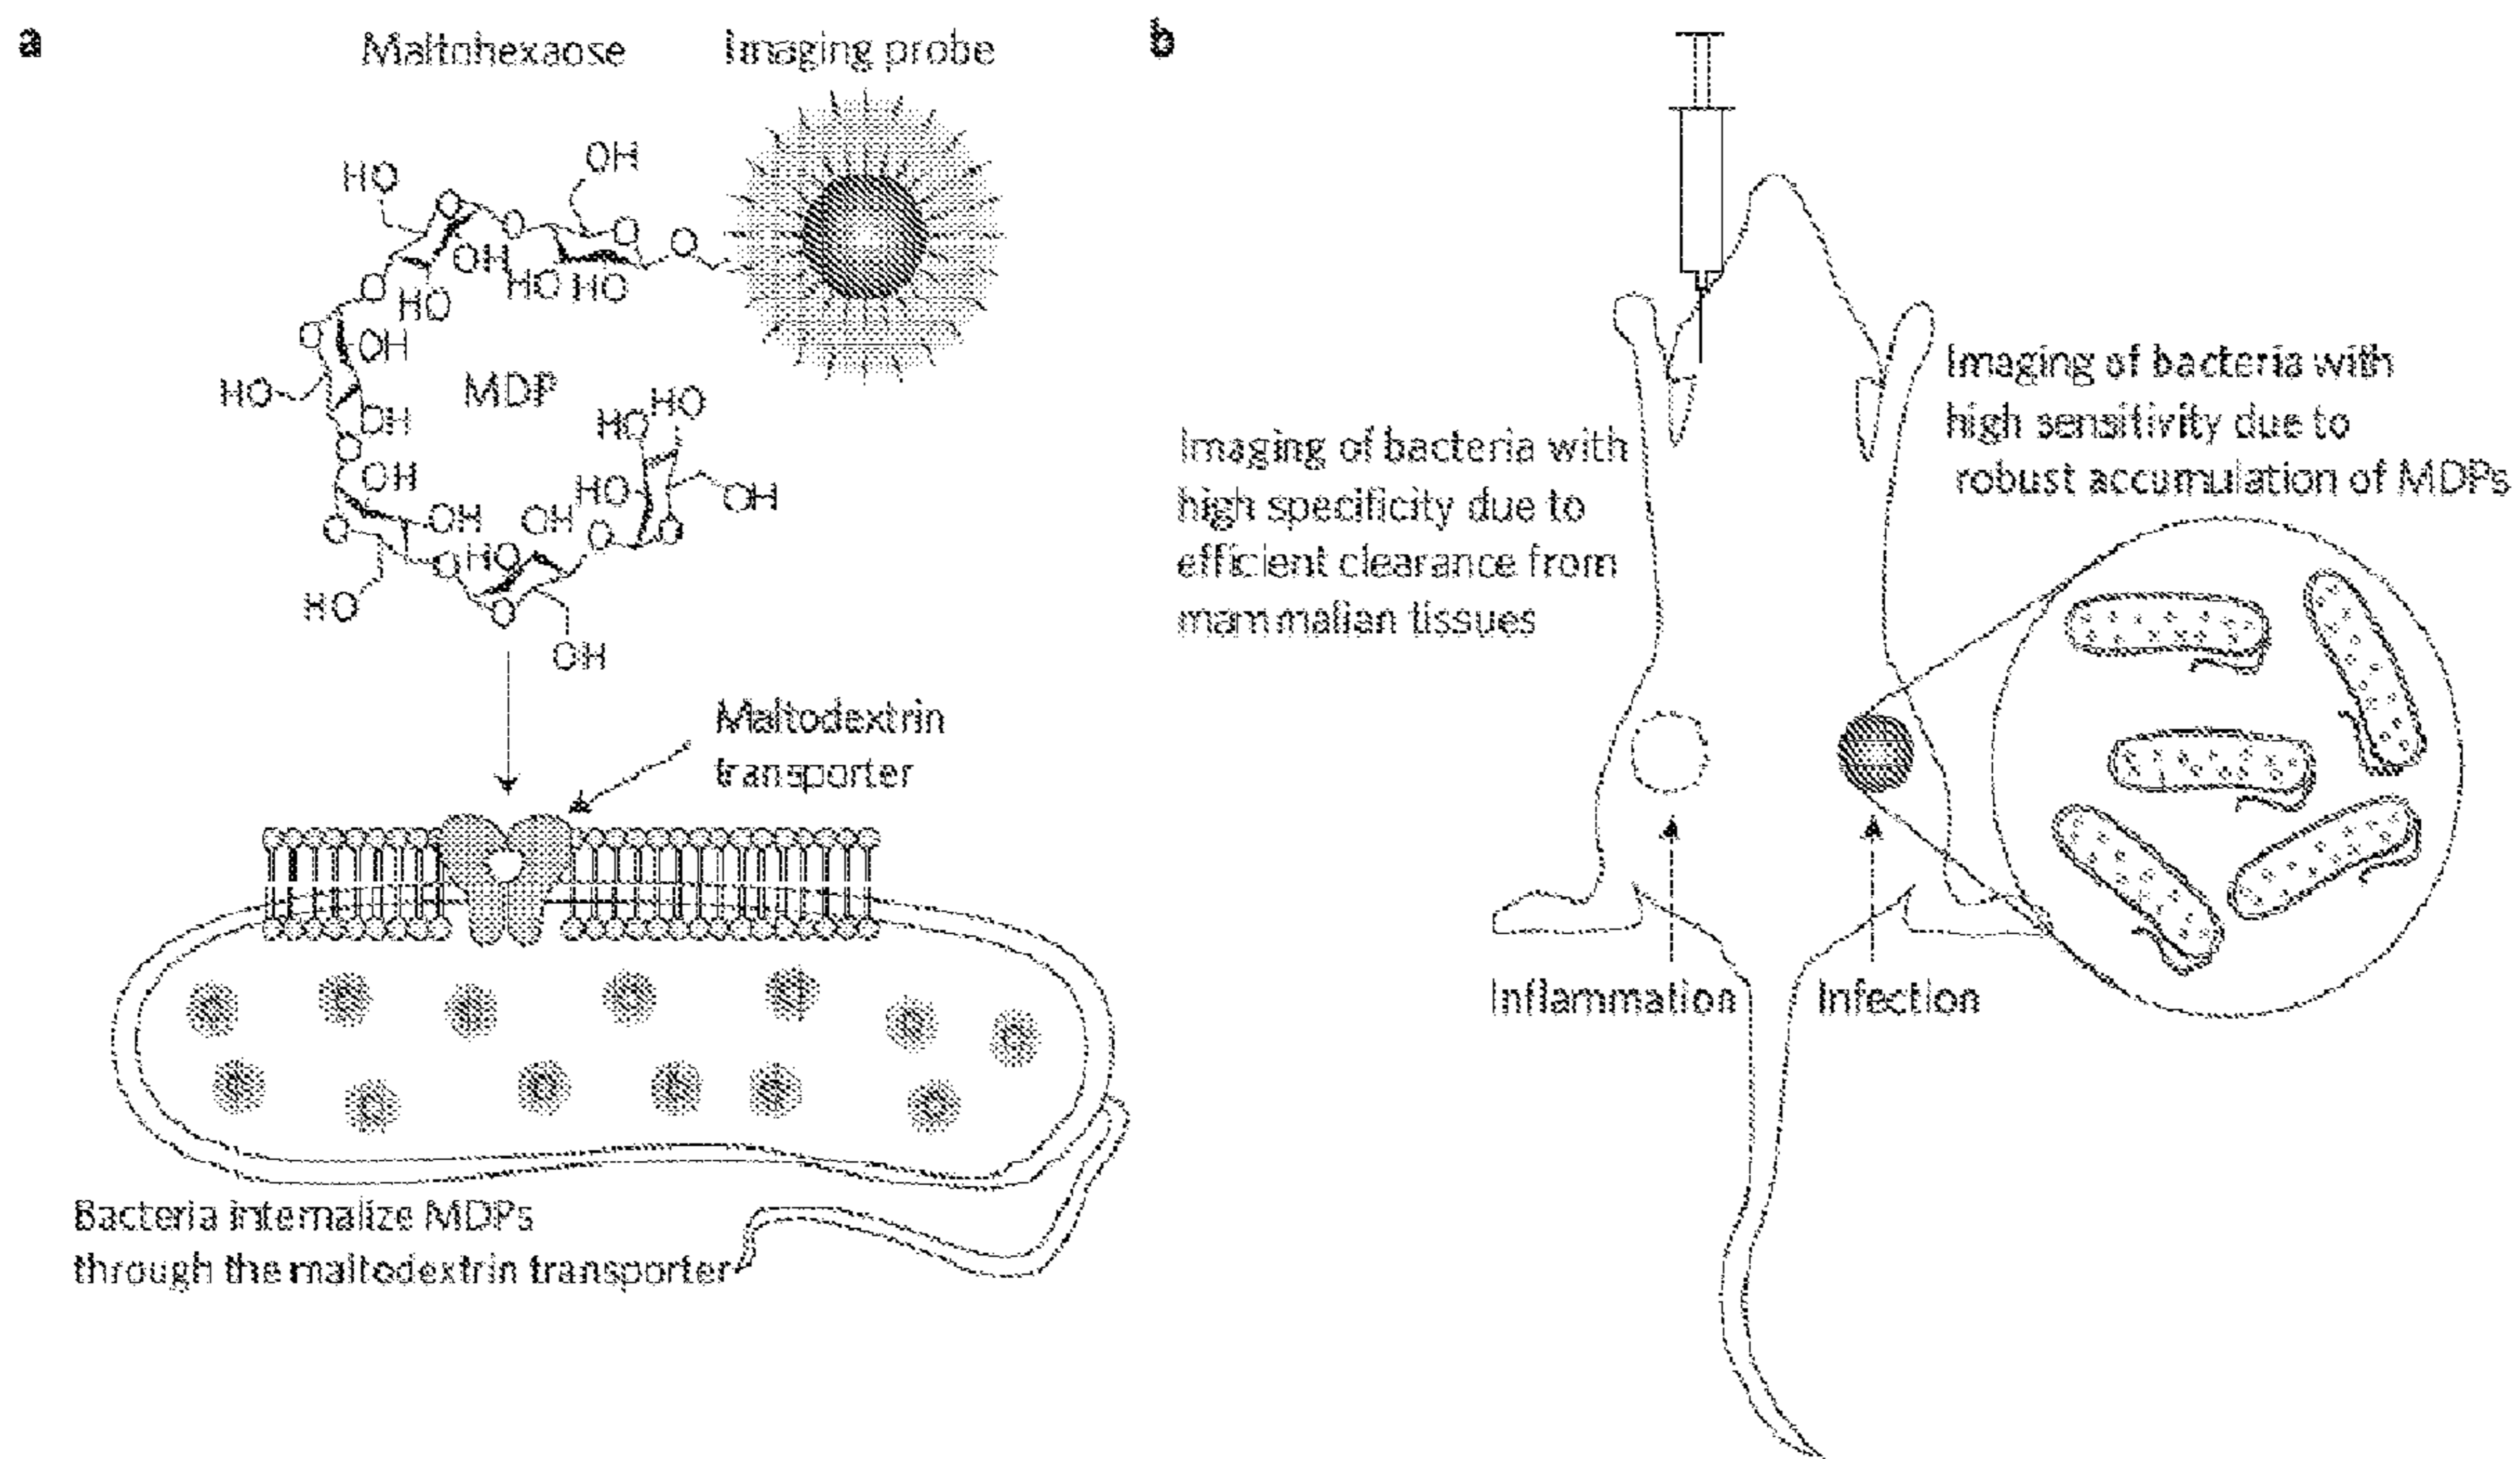 a
Maltohexaose
Imaging probe
HO
OH
O
O
O
O
OH
HO
HO
HO
O
O
OH
MDP
HO
OH
O
HO
HO
OH
HO
OH
O
OH
OH
O
O
O
HO
HO
O
OH
Maltodextrin
transporter
Bacteria internalize MDPs
through the maltodextrin transporter
b
Imaging of bacteria with
high specificity due to
efficient clearance from
mammalian tissues
Imaging of bacteria with
high sensitivity due to
robust accumulation of MDPs
Inflammation
Infection